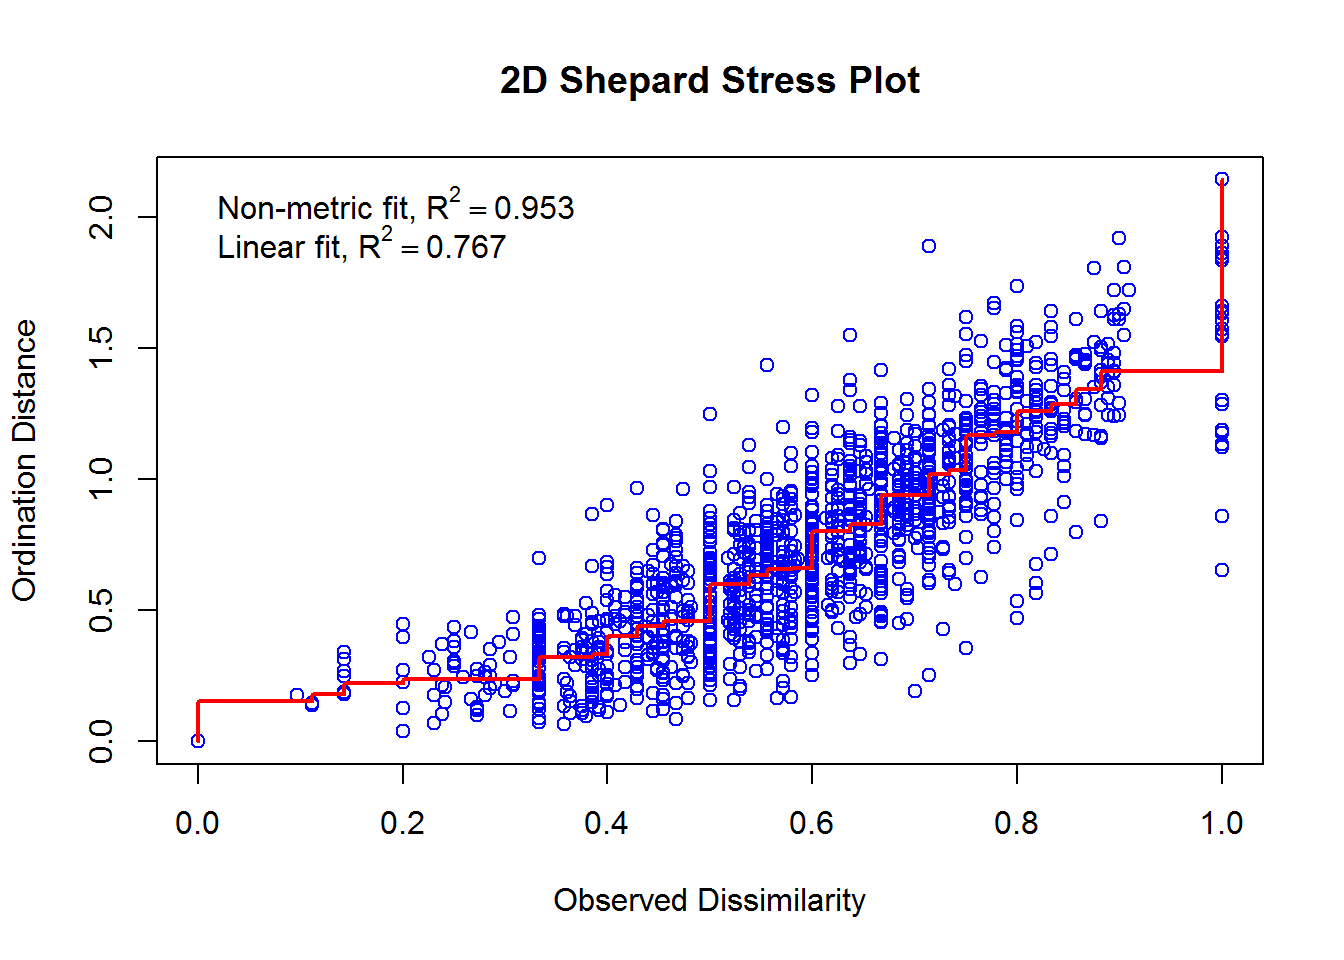 2D Shepard Stress Plot
Non-metric fit, R² = 0.953
Linear fit, R² = 0.767
Ordination Distance
0.0
0.5
1.0
1.5
2.0
0.0 0.2 0.4 0.6 0.8 1.0
Observed Dissimilarity